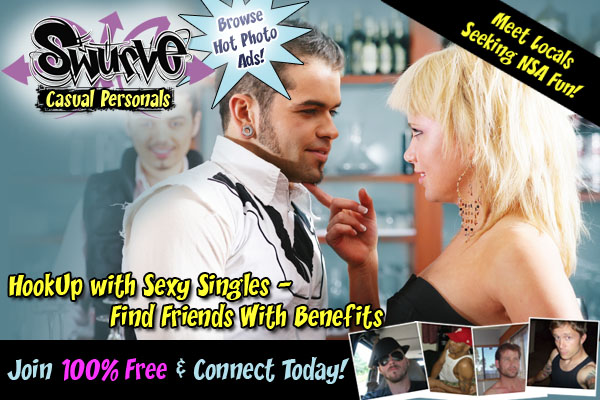 Swurve
Casual Personals
Browse
Hot Photo
Ads!
Meet Locals
Seeking NSA Fun!
HookUp with Sexy Singles -
Find Friends With Benefits
Join 100% Free & Connect Today!